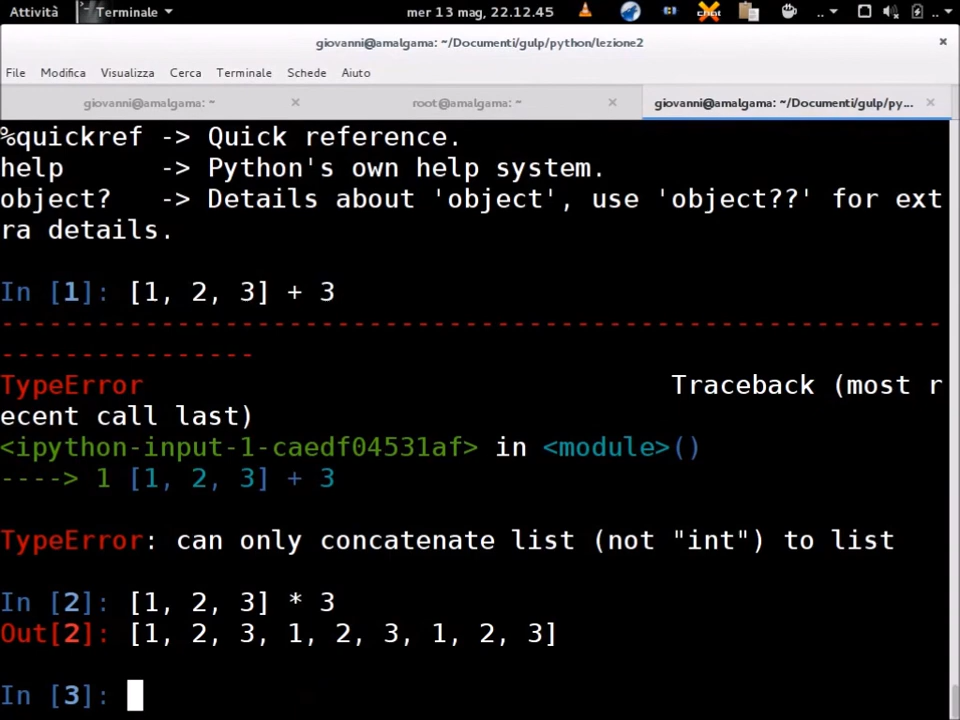 Attività Terminale mer 13 mag, 22.12.45
giovanni@amalgama: ~/Documenti/gulp/python/lezione2
File Modifica Visualizza Cerca Terminale Schede Aiuto
giovanni@amalgama: ~ root@amalgama: ~ giovanni@amalgama: ~/Documenti/gulp/py...
%quickref -> Quick reference.
help      -> Python's own help system.
object?   -> Details about 'object', use 'object??' for ext
ra details.
In [1]: [1, 2, 3] + 3
-----------------------------------------------------------
----------------
TypeError                                 Traceback (most r
ecent call last)
<ipython-input-1-caedf04531af> in <module>()
----> 1 [1, 2, 3] + 3
TypeError: can only concatenate list (not "int") to list
In [2]: [1, 2, 3] * 3
Out[2]: [1, 2, 3, 1, 2, 3, 1, 2, 3]
In [3]: